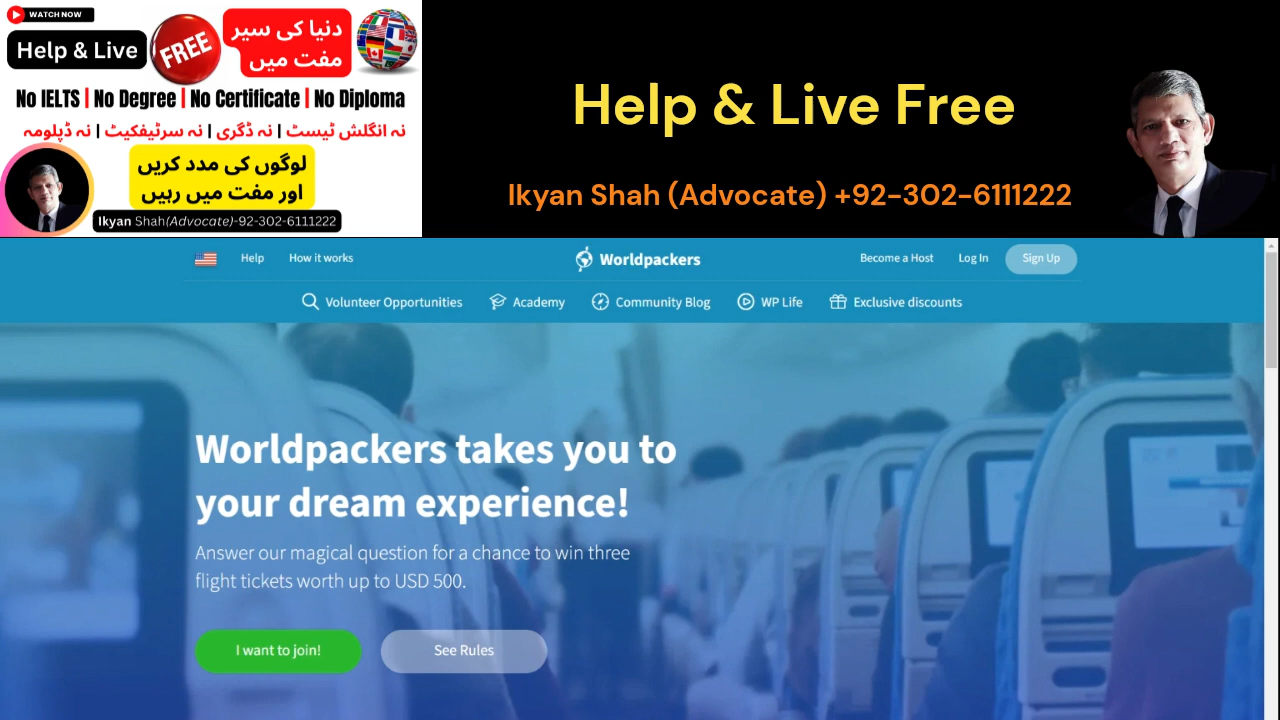 WATCH NOW
Help & Live
FREE
دنیا کی سیر
مفت میں
No IELTS | No Degree | No Certificate | No Diploma
نہ انگلش ٹیسٹ | نہ ڈگری | نہ سرٹیفکیٹ | نہ ڈپلومہ
لوگوں کی مدد کریں
اور مفت میں رہیں
Ikyan Shah(Advocate)-92-302-6111222
Help & Live Free
Ikyan Shah (Advocate) +92-302-6111222
Help How it works Worldpackers Become a Host Log In Sign Up
Volunteer Opportunities Academy Community Blog WP Life Exclusive discounts
Worldpackers takes you to
your dream experience!
Answer our magical question for a chance to win three
flight tickets worth up to USD 500.
I want to join! See Rules